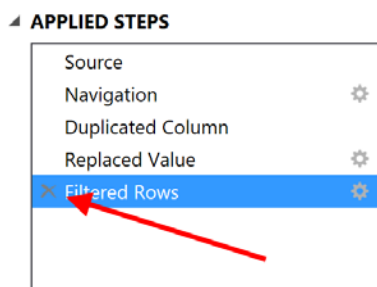 APPLIED STEPS
Source
Navigation
Duplicated Column
Replaced Value
Filtered Rows